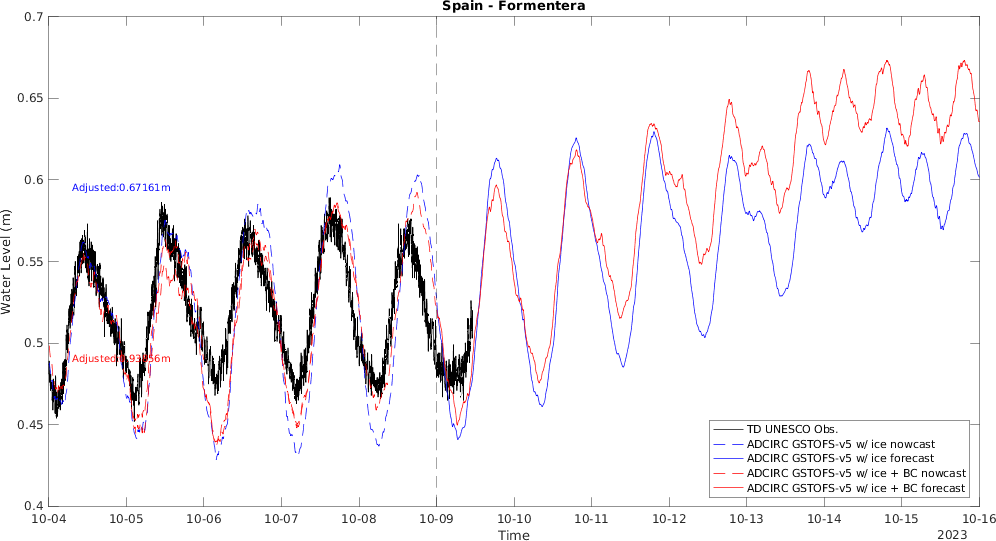 Spain - Formentera
0.7
0.65
0.6
0.55
0.5
0.45
0.4
Water Level (m)
Adjusted:0.67161m
10-04
10-05
10-06
10-07
10-08
10-09
10-10
10-11
10-12
10-13
10-14
10-15
10-16
Time
2023
TD UNESCO Obs.
ADCIRC GSTOFS-v5 w/ ice nowcast
ADCIRC GSTOFS-v5 w/ ice forecast
ADCIRC GSTOFS-v5 w/ ice + BC nowcast
ADCIRC GSTOFS-v5 w/ ice + BC forecast